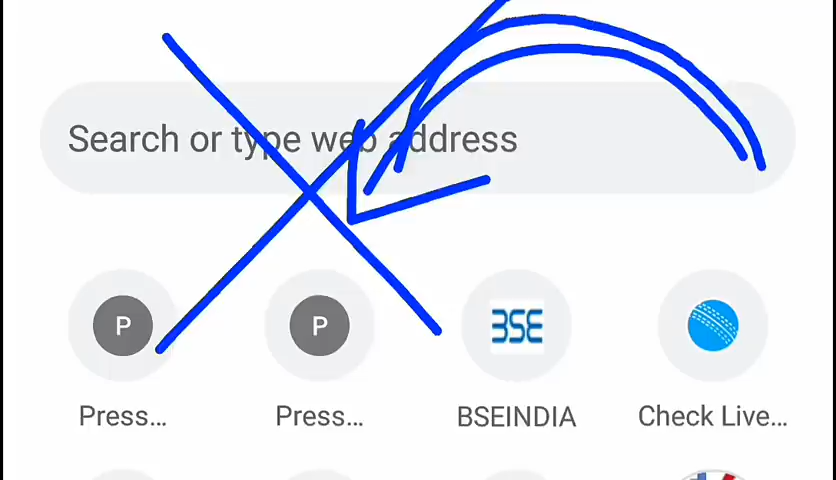 Search or type web address
P
P
BSE
Press...
Press...
BSEINDIA
Check Live...